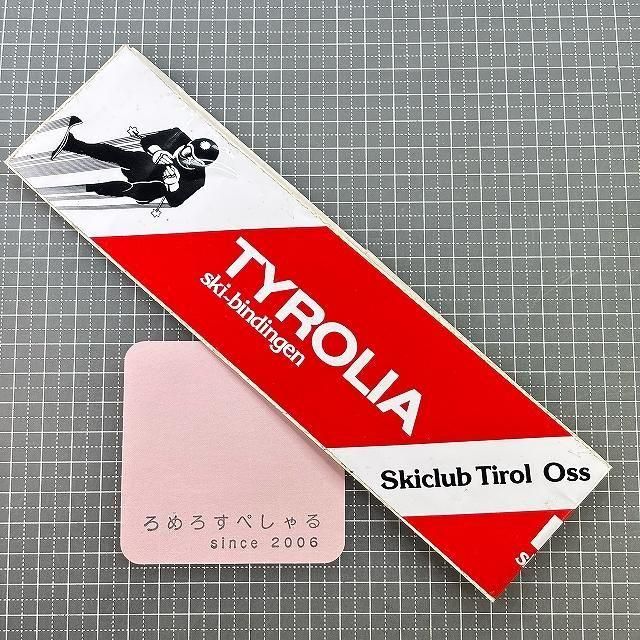 TYROLIA
ski-bindingen
Skiclub Tirol Oss
ろめろすぺしゃる
since 2006